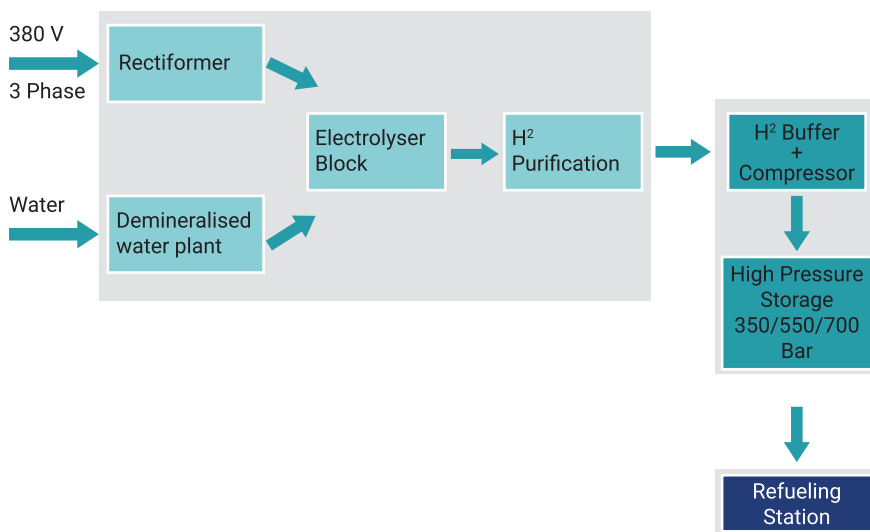 380 V
3 Phase
Rectiformer
Water
Demineralised
water plant
Electrolyser
Block
H²
Purification
H² Buffer
+
Compressor
High Pressure
Storage
350/550/700
Bar
Refueling
Station